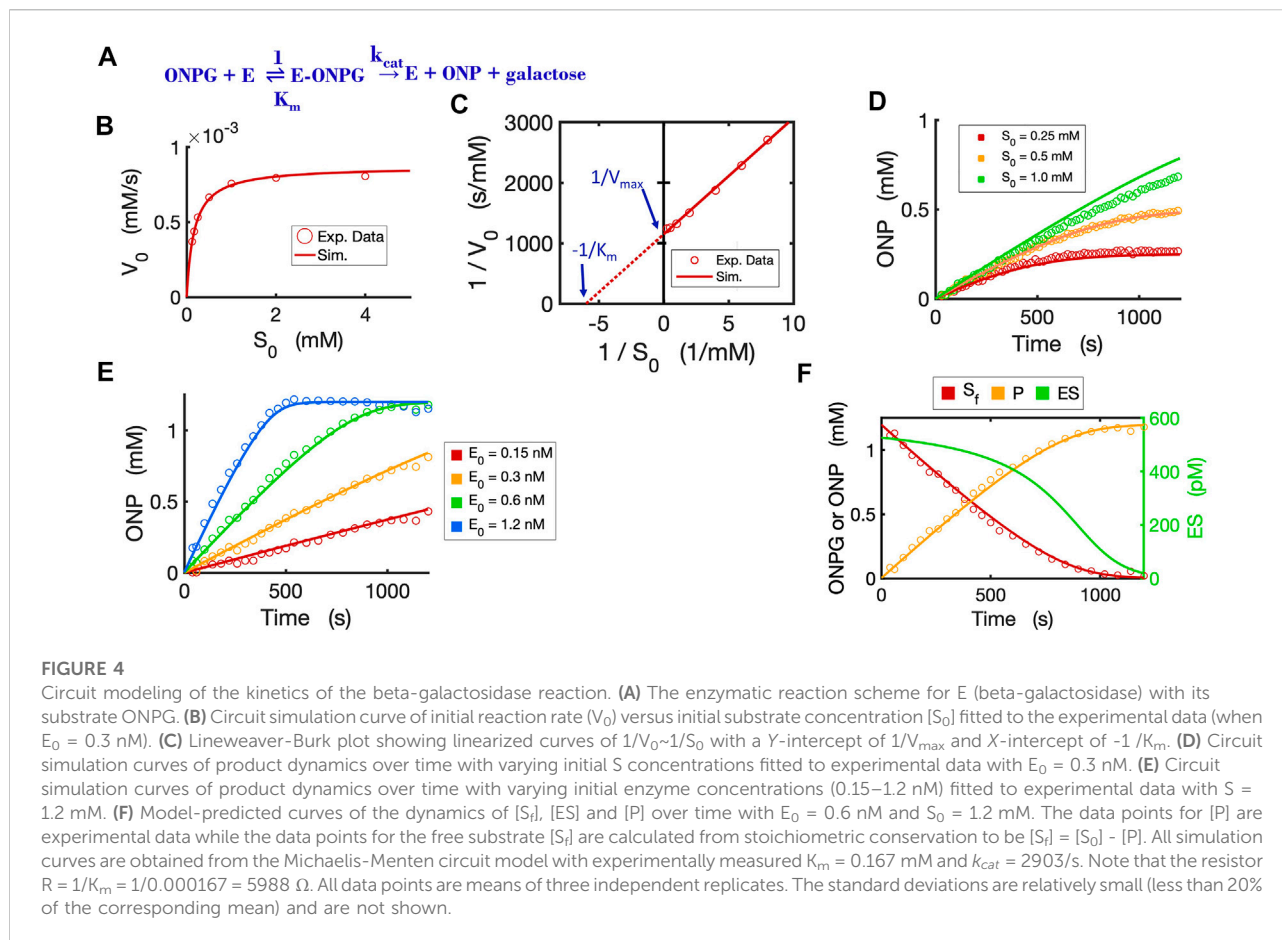 A
ONPG + E 1 ⇌ K_m E-ONPG k_cat → E + ONP + galactose
B
×10⁻³
1
0.5
0
V₀ (mM/s)
Exp. Data
Sim.
0 2 4
S₀ (mM)
C
3000
2000
1000
0
1 / V₀ (s/mM)
1/V_max
-1/K_m
Exp. Data
Sim.
-5 0 5 10
1 / S₀ (1/mM)
D
S₀ = 0.25 mM
S₀ = 0.5 mM
S₀ = 1.0 mM
1
0.5
0
ONP (mM)
0 500 1000
Time (s)
E
1
0.5
0
ONP (mM)
E₀ = 0.15 nM
E₀ = 0.3 nM
E₀ = 0.6 nM
E₀ = 1.2 nM
0 500 1000
Time (s)
F
S_f P ES
1
0.5
0
ONPG or ONP (mM)
600
400
200
0
ES (pM)
0 500 1000
Time (s)
FIGURE 4
Circuit modeling of the kinetics of the beta-galactosidase reaction. (A) The enzymatic reaction scheme for E (beta-galactosidase) with its
substrate ONPG. (B) Circuit simulation curve of initial reaction rate (V₀) versus initial substrate concentration [S₀] fitted to the experimental data (when
E₀ = 0.3 nM). (C) Lineweaver-Burk plot showing linearized curves of 1/V₀~1/S₀ with a Y-intercept of 1/V_max and X-intercept of -1 /K_m. (D) Circuit
simulation curves of product dynamics over time with varying initial S concentrations fitted to experimental data with E₀ = 0.3 nM. (E) Circuit
simulation curves of product dynamics over time with varying initial enzyme concentrations (0.15–1.2 nM) fitted to experimental data with S =
1.2 mM. (F) Model-predicted curves of the dynamics of [S_f], [ES] and [P] over time with E₀ = 0.6 nM and S₀ = 1.2 mM. The data points for [P] are
experimental data while the data points for the free substrate [S_f] are calculated from stoichiometric conservation to be [S_f] = [S₀] - [P]. All simulation
curves are obtained from the Michaelis-Menten circuit model with experimentally measured K_m = 0.167 mM and k_cat = 2903/s. Note that the resistor
R = 1/K_m = 1/0.000167 = 5988 Ω. All data points are means of three independent replicates. The standard deviations are relatively small (less than 20%
of the corresponding mean) and are not shown.